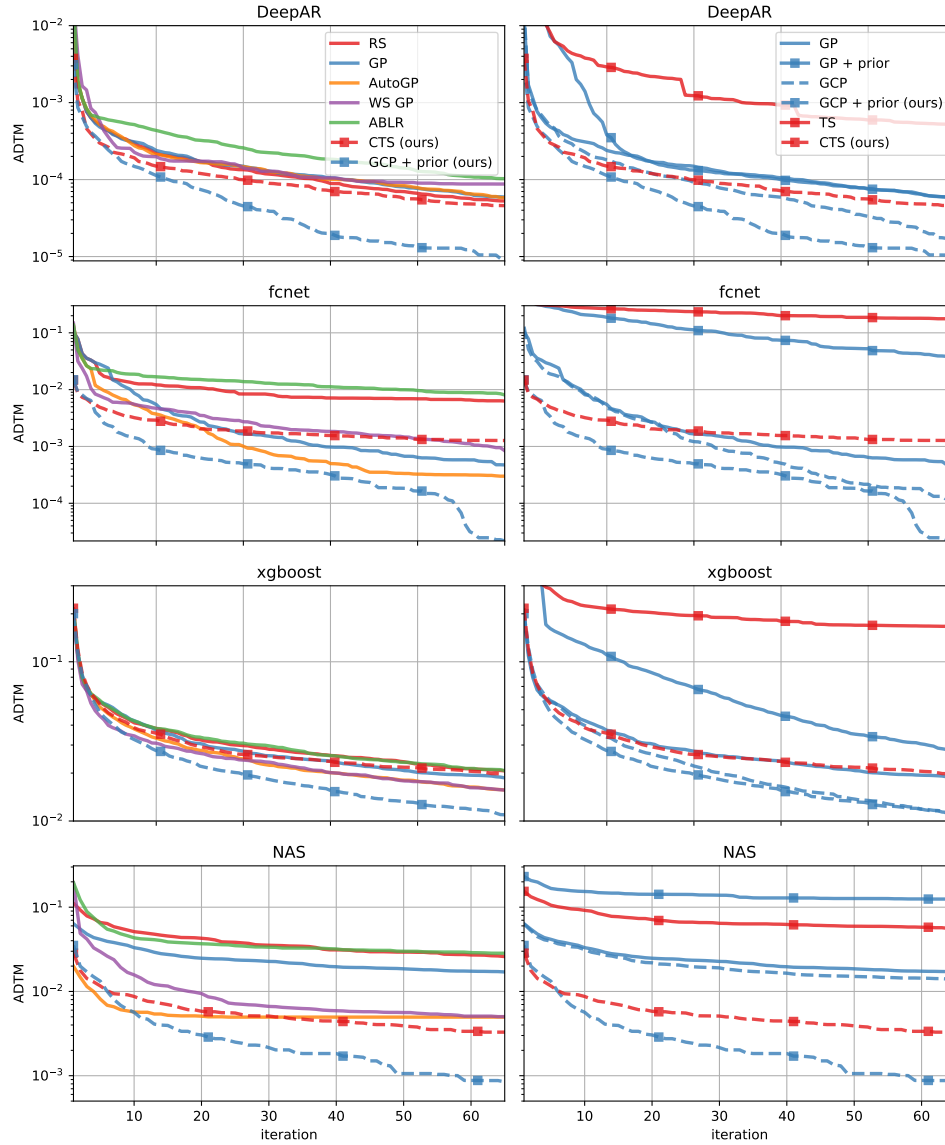 DeepAR
DeepAR
10⁻²
10⁻³
10⁻⁴
10⁻⁵
ADTM
RS
GP
AutoGP
WS GP
ABLR
CTS (ours)
GCP + prior (ours)
GP
GP + prior
GCP
GCP + prior (ours)
TS
CTS (ours)
fcnet
fcnet
10⁻¹
10⁻²
10⁻³
10⁻⁴
ADTM
xgboost
xgboost
10⁻¹
10⁻²
ADTM
NAS
NAS
10⁻¹
10⁻²
10⁻³
ADTM
10 20 30 40 50 60
10 20 30 40 50 60
iteration
iteration